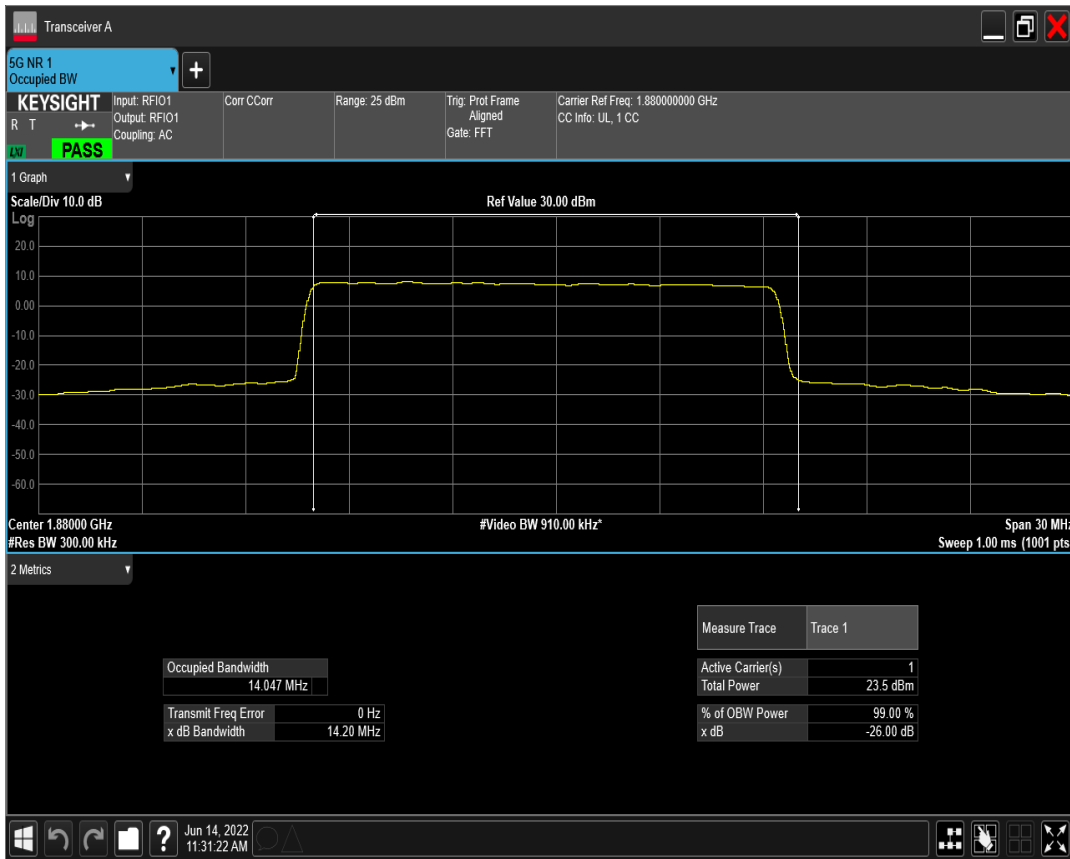 Transceiver A
5G NR 1
Occupied BW
+
KEYSIGHT
R T
LXI
PASS
Input: RFIO1
Output: RFIO1
Coupling: AC
Corr CCorr
Range: 25 dBm
Trig: Prot Frame
Aligned
Gate: FFT
Carrier Ref Freq: 1.880000000 GHz
CC Info: UL, 1 CC
1 Graph
Scale/Div 10.0 dB
Ref Value 30.00 dBm
Log
20.0
10.0
0.00
-10.0
-20.0
-30.0
-40.0
-50.0
-60.0
Center 1.88000 GHz
#Video BW 910.00 kHz*
Span 30 MHz
#Res BW 300.00 kHz
Sweep 1.00 ms (1001 pts
2 Metrics
Measure Trace Trace 1
Occupied Bandwidth
14.047 MHz
Active Carrier(s) 1
Total Power 23.5 dBm
Transmit Freq Error 0 Hz
x dB Bandwidth 14.20 MHz
% of OBW Power 99.00 %
x dB -26.00 dB
?
Jun 14, 2022
11:31:22 AM